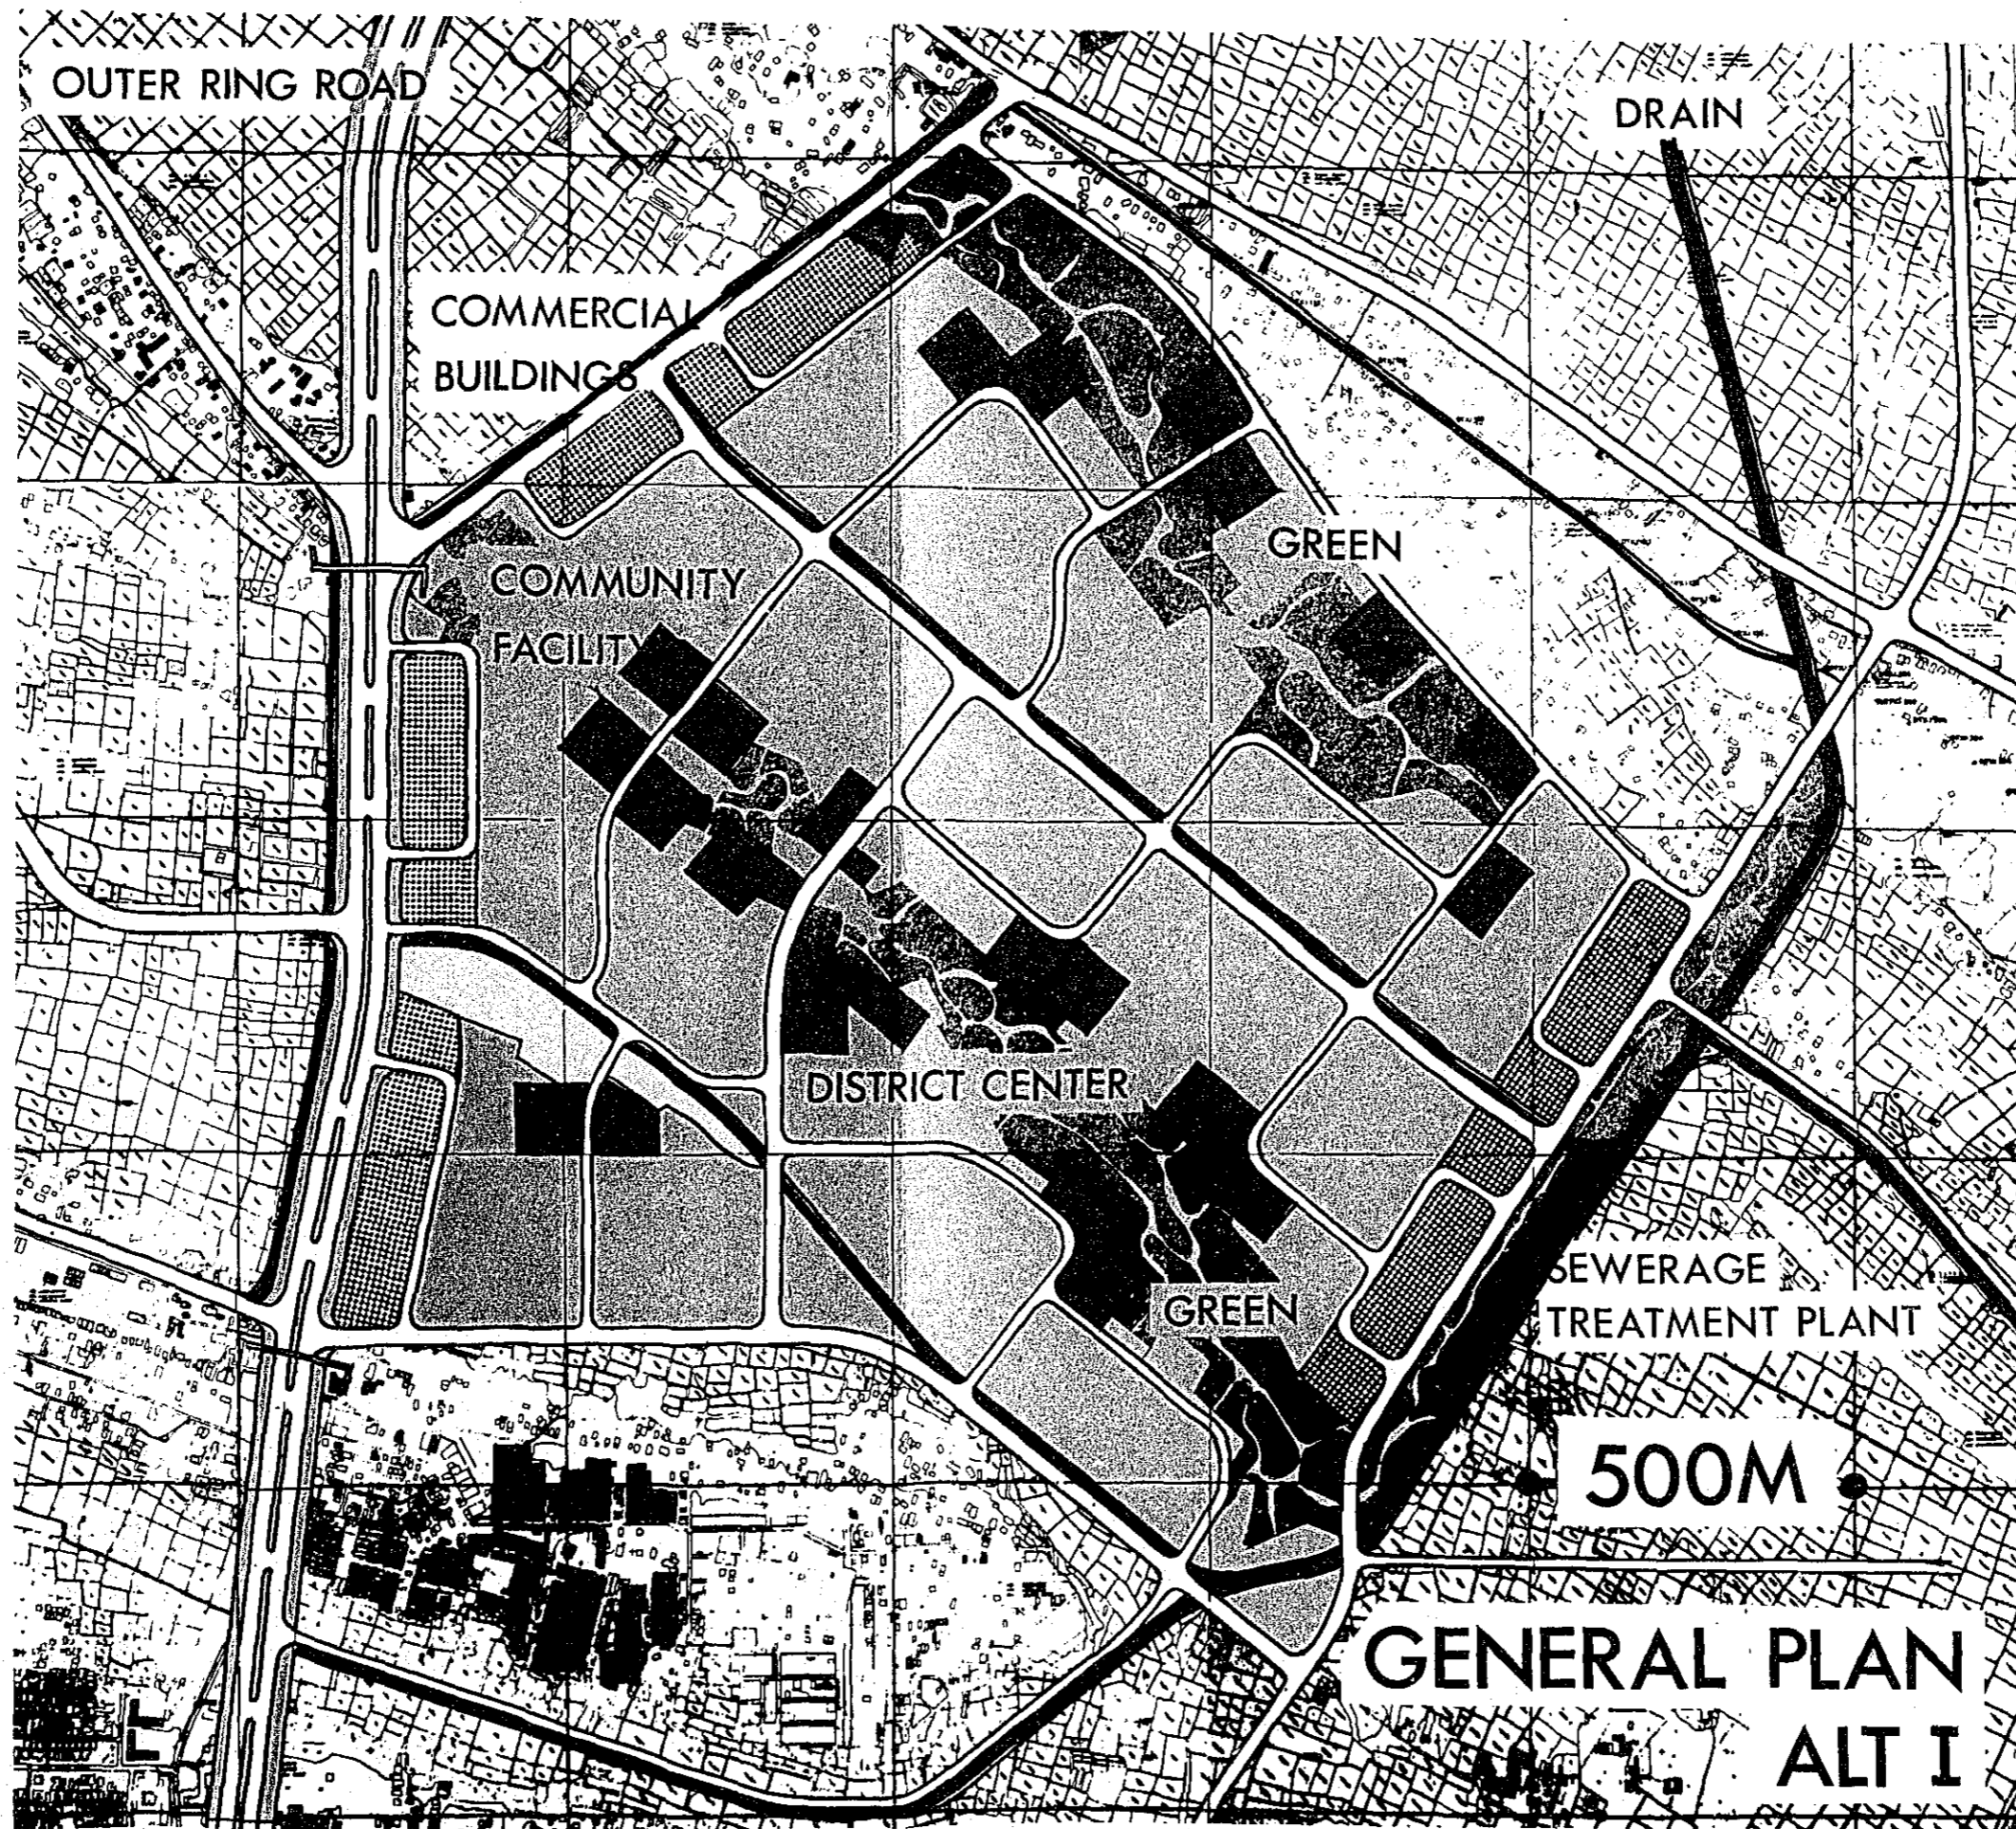 OUTER RING ROAD
DRAIN
COMMERCIAL
BUILDINGS
GREEN
COMMUNITY
FACILITY
DISTRICT CENTER
SEWERAGE
TREATMENT PLANT
GREEN
500M
GENERAL PLAN
ALT I